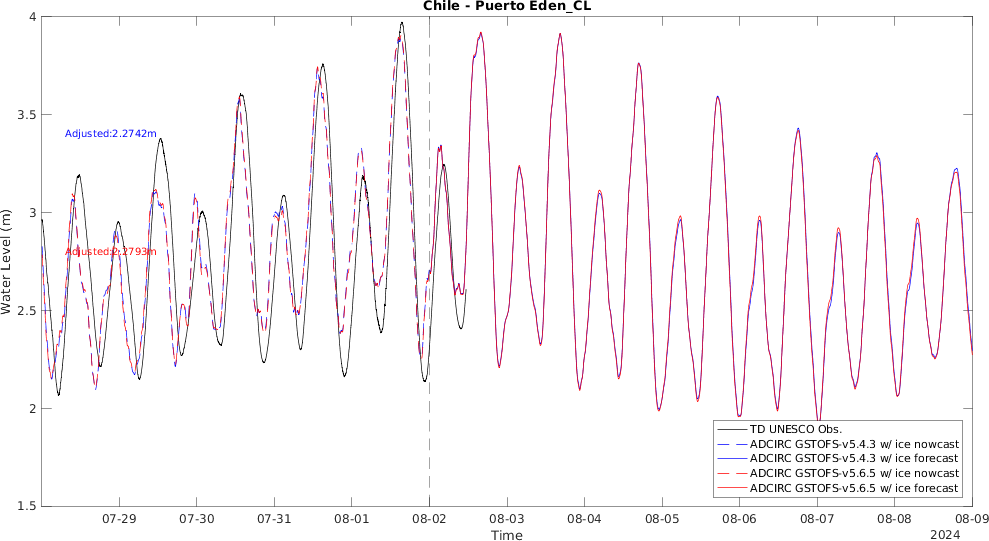 Chile - Puerto Eden_CL
4
3.5
3
2.5
2
1.5
Water Level (m)
Adjusted:2.2742m
Adjusted:2.2793m
TD UNESCO Obs.
ADCIRC GSTOFS-v5.4.3 w/ ice nowcast
ADCIRC GSTOFS-v5.4.3 w/ ice forecast
ADCIRC GSTOFS-v5.6.5 w/ ice nowcast
ADCIRC GSTOFS-v5.6.5 w/ ice forecast
07-29 07-30 07-31 08-01 08-02 08-03 08-04 08-05 08-06 08-07 08-08 08-09
Time
2024